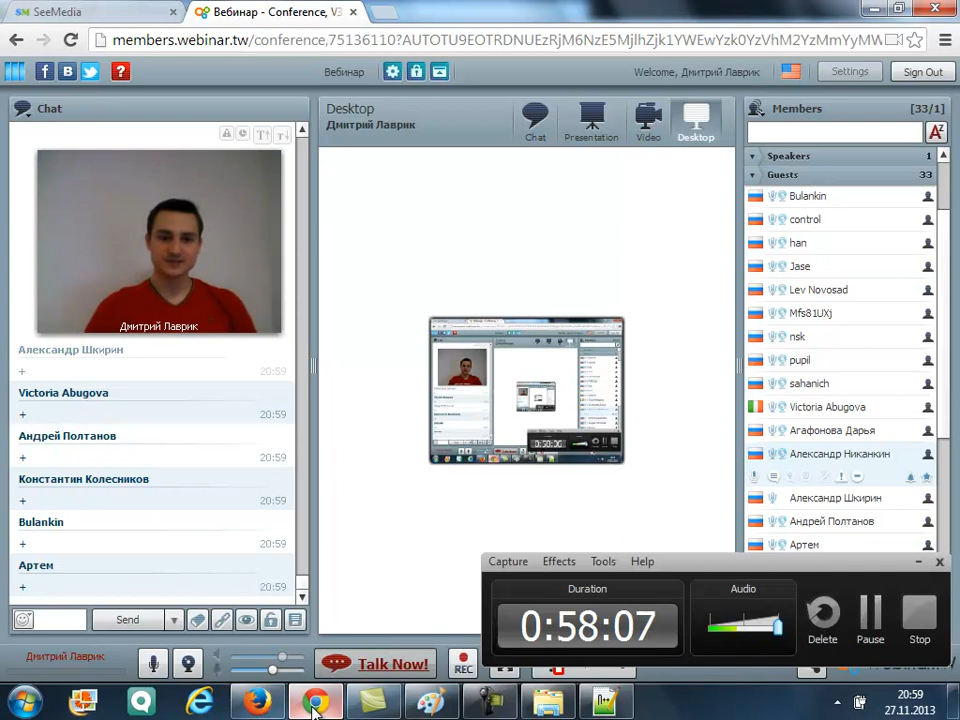 SeeMedia
Вебинар - Conference, V3
members.webinar.tw/conference,75136110?AUTOTU9EOTRDNUEzRjM6NzE5MjlhZjk1YWEwYzk0YzVhM2YzMmYyMW
Вебинар
Welcome, Дмитрий Лаврик
Settings
Sign Out
Chat
Дмитрий Лаврик
Александр Шкирин
+ 20:59
Victoria Abugova
+ 20:59
Андрей Полтанов
+ 20:59
Константин Колесников
+ 20:59
Bulankin
+ 20:59
Артем
+ 20:59
Send
Desktop
Дмитрий Лаврик
Chat
Presentation
Video
Desktop
Members [33/1]
Speakers 1
Guests 33
Bulankin
control
han
Jase
Lev Novosad
Mfs81UXj
nsk
pupil
sahanich
Victoria Abugova
Агафонова Дарья
Александр Никанкин
Александр Шкирин
Андрей Полтанов
Артем
Capture Effects Tools Help
Duration
0:58:07
Audio
Delete
Pause
Stop
Дмитрий Лаврик
Talk Now!
REC
20:59
27.11.2013